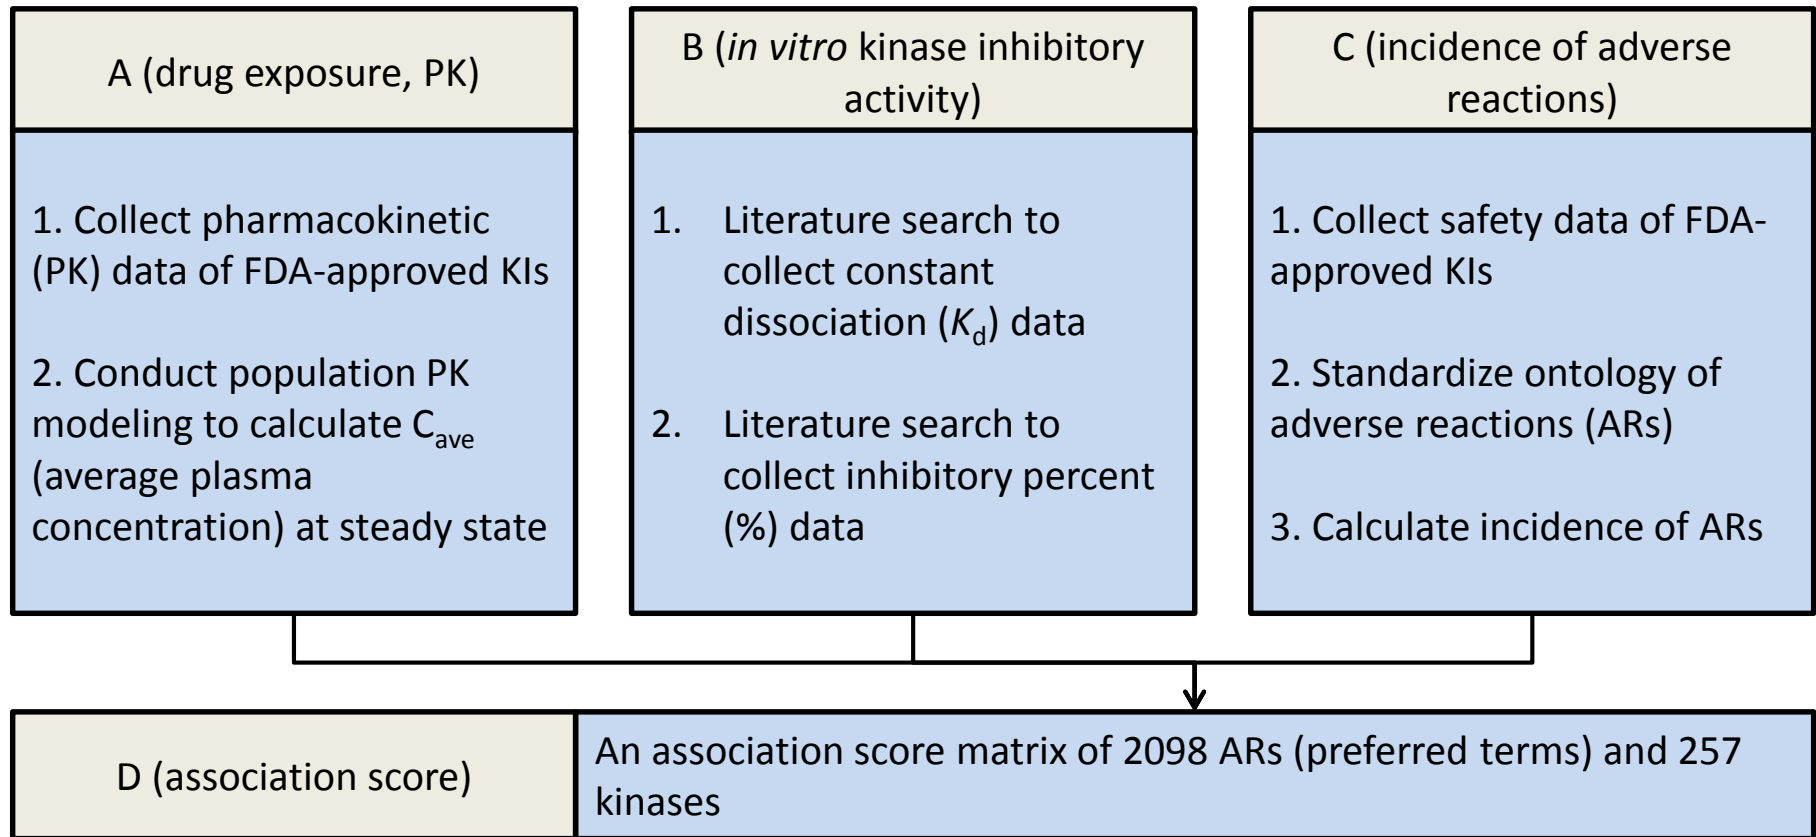 A (drug exposure, PK)
1. Collect pharmacokinetic
(PK) data of FDA-approved KIs
2. Conduct population PK
modeling to calculate Cave
(average plasma
concentration) at steady state
B (in vitro kinase inhibitory
activity)
1. Literature search to
collect constant
dissociation (Kd) data
2. Literature search to
collect inhibitory percent
(%) data
C (incidence of adverse
reactions)
1. Collect safety data of FDA-
approved KIs
2. Standardize ontology of
adverse reactions (ARs)
3. Calculate incidence of ARs
D (association score)
An association score matrix of 2098 ARs (preferred terms) and 257
kinases